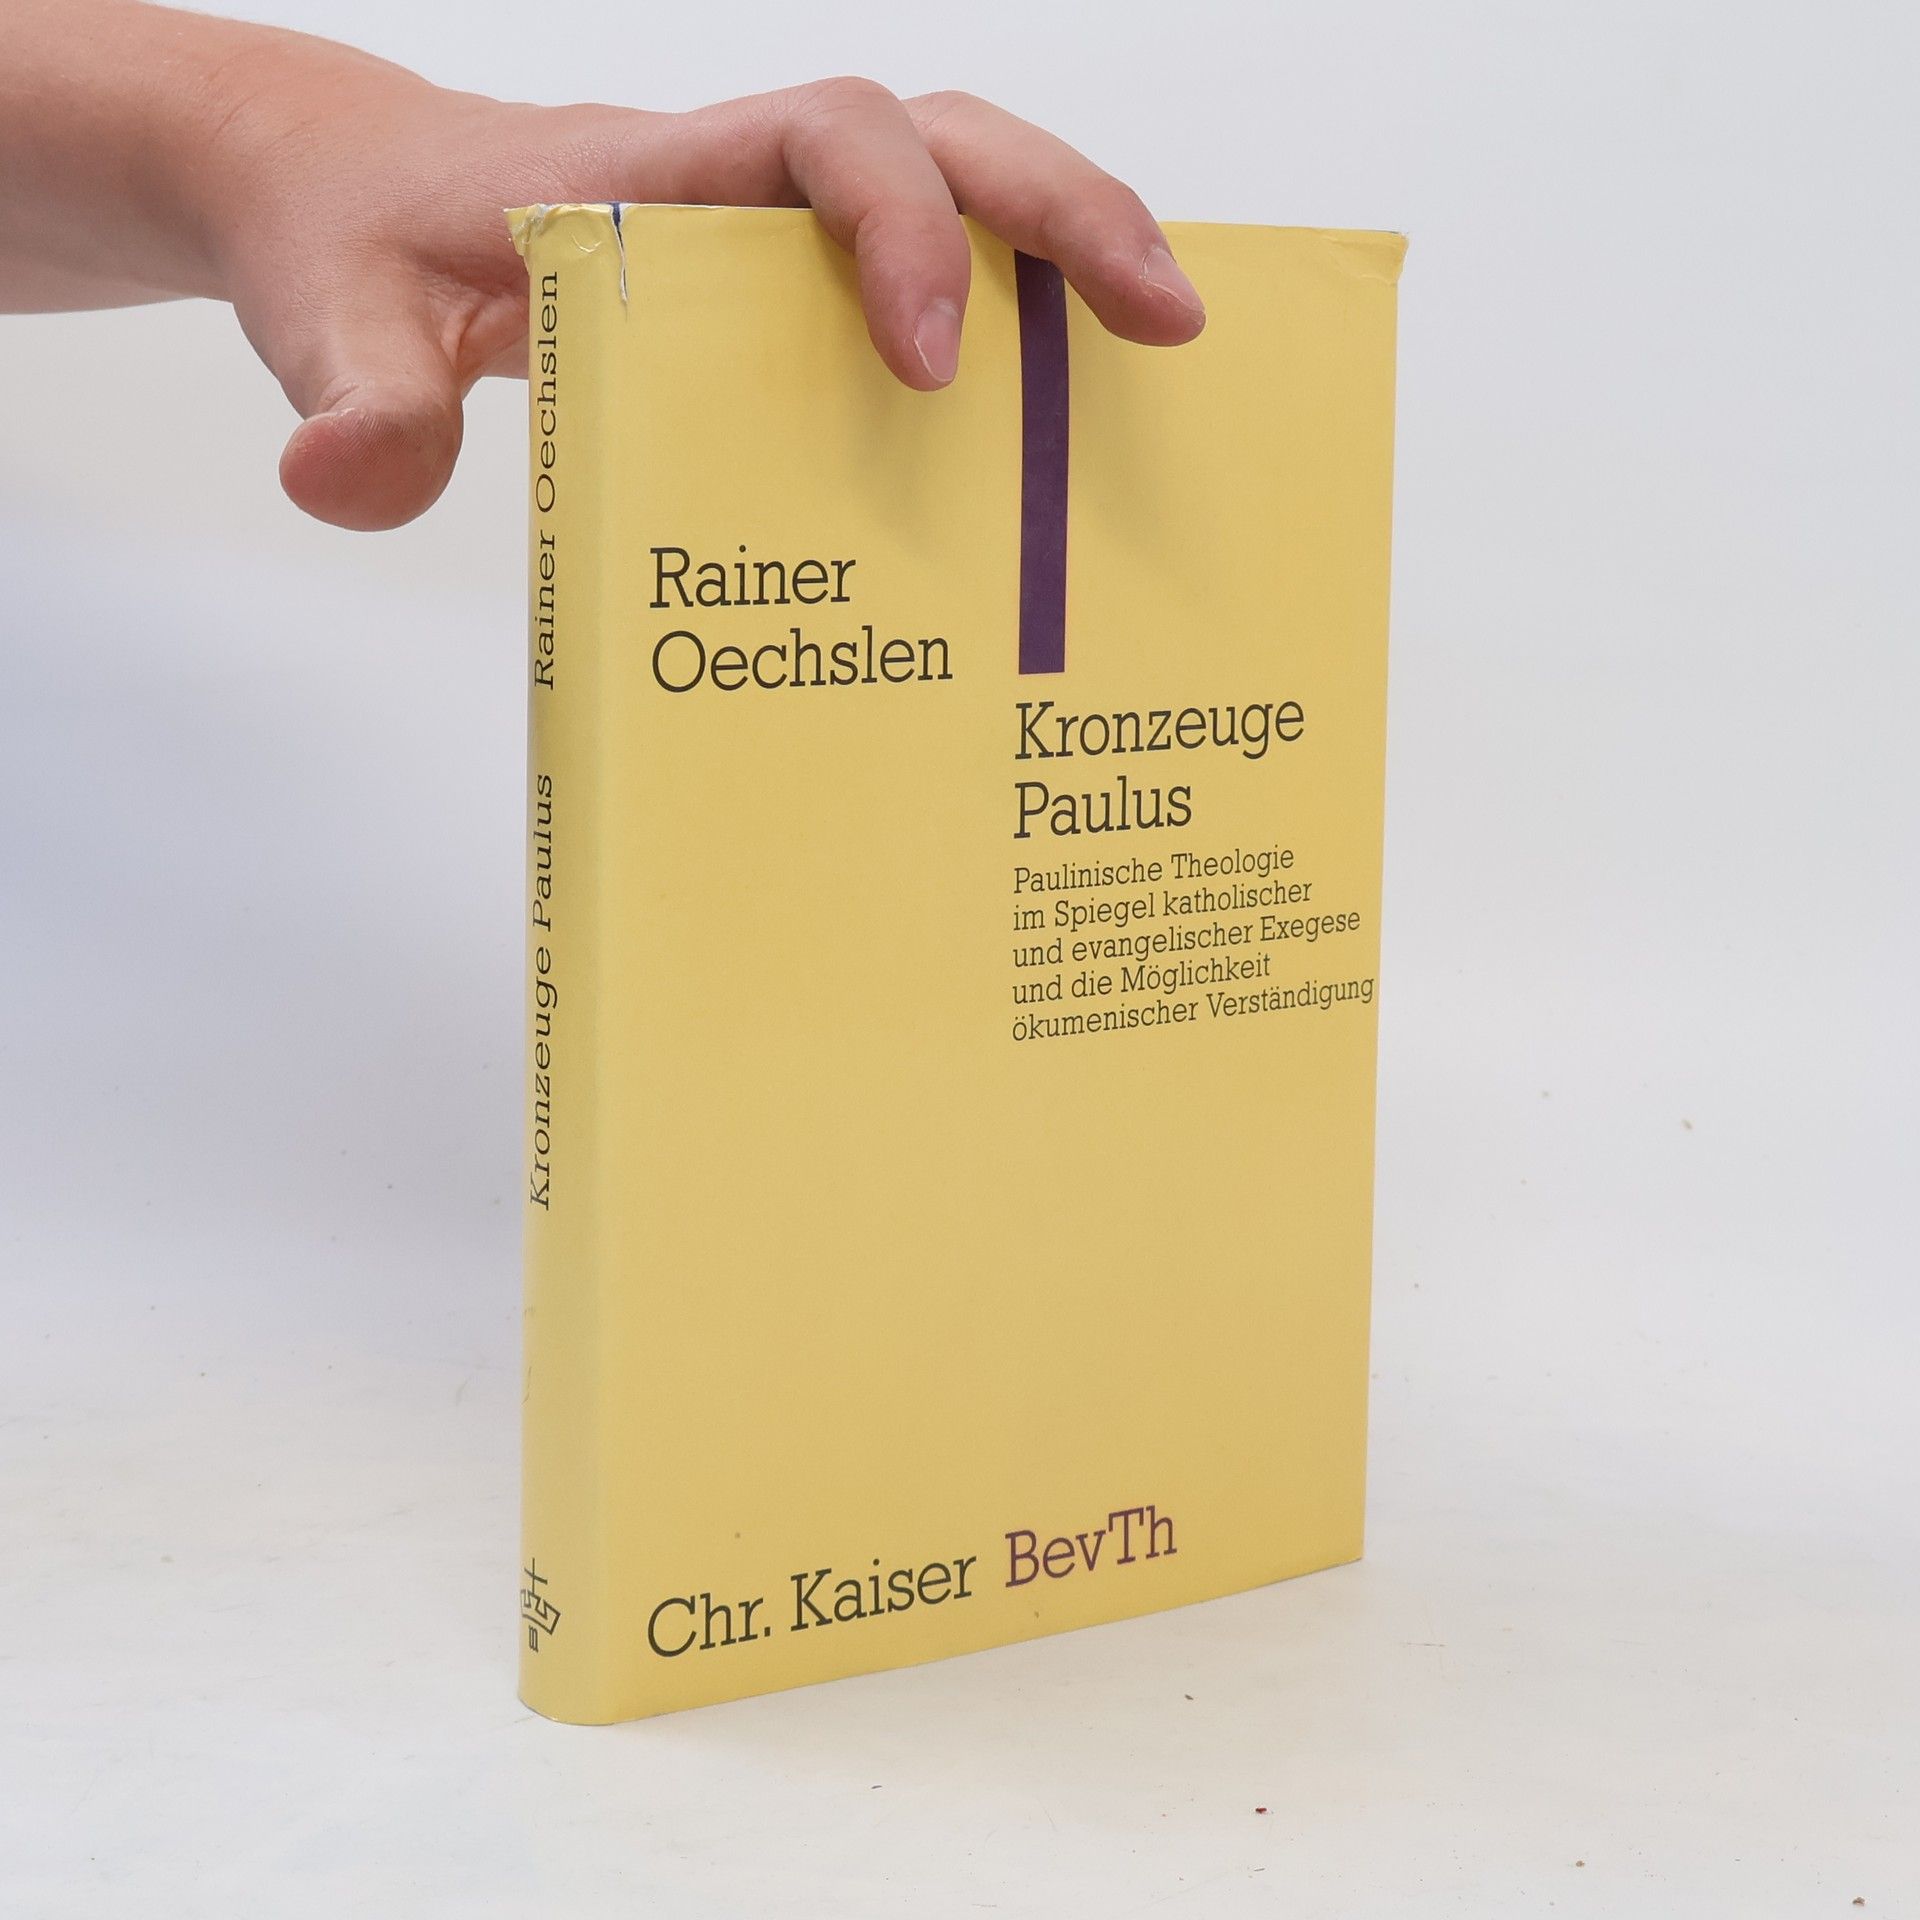 Rainer Oechslen
Kronzeuge Paulus
Rainer
Oechslen
Kronzeuge
Paulus
Paulinische Theologie
im Spiegel katholischer
und evangelischer Exegese
und die Möglichkeit
ökumenischer Verständigung
Chr. Kaiser BevTh